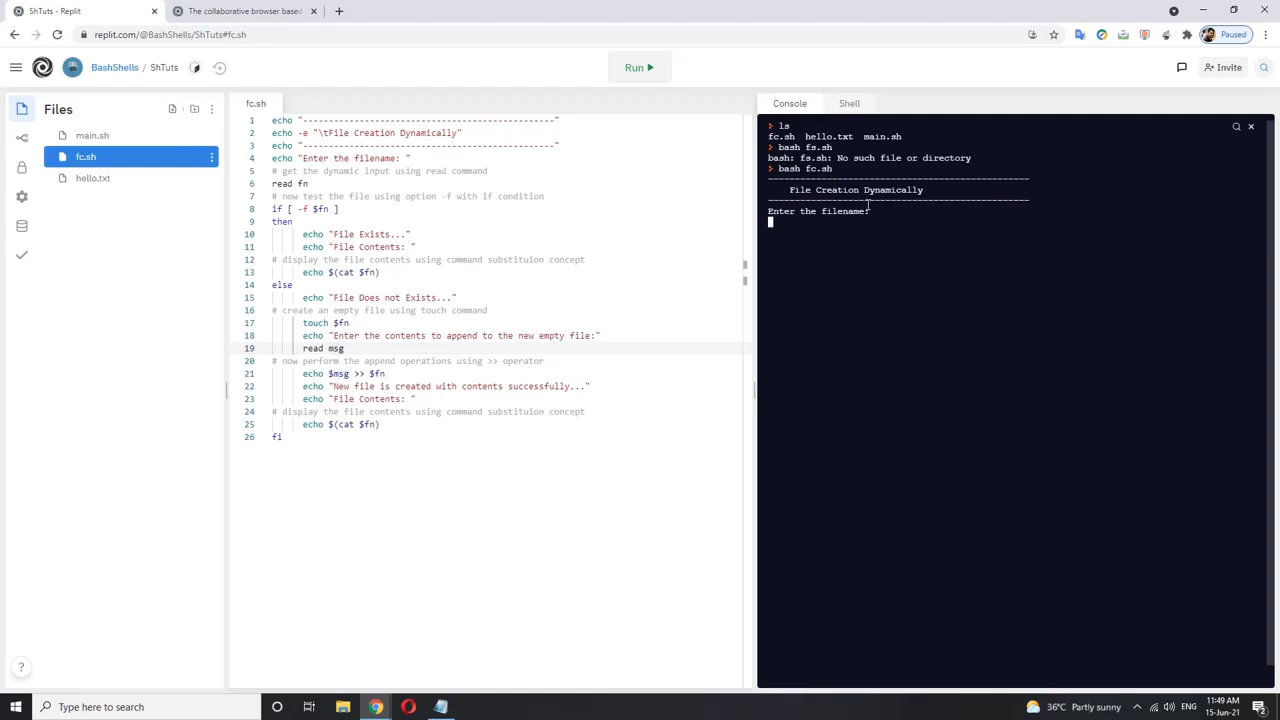 ShTuts - Replit
The collaborative browser based
replit.com/@BashShells/ShTuts#fc.sh
Paused
BashShells / ShTuts
Run
Invite
Files
main.sh
fc.sh
hello.txt
fc.sh
1 echo "-------------------------------------------------"
2 echo -e "\tFile Creation Dynamically"
3 echo "------------------------------------------------"
4 echo "Enter the filename: "
5 # get the dynamic input using read command
6 read fn
7 # now test the file using option -f with if condition
8 if [ -f $fn ]
9 then
10 echo "File Exists..."
11 echo "File Contents: "
12 # display the file contents using command substituion concept
13 echo $(cat $fn)
14 else
15 echo "File Does not Exists..."
16 # create an empty file using touch command
17 touch $fn
18 echo "Enter the contents to append to the new empty file:"
19 read msg
20 # now perform the append operations using >> operator
21 echo $msg >> $fn
22 echo "New file is created with contents successfully..."
23 echo "File Contents: "
24 # display the file contents using command substituion concept
25 echo $(cat $fn)
26 fi
Console
Shell
ls
fc.sh hello.txt main.sh
bash fs.sh
bash: fs.sh: No such file or directory
bash fc.sh
-------------------------------------------------
File Creation Dynamically
-------------------------------------------------
Enter the filename:
?
Type here to search
36°C Partly sunny
ENG
11:49 AM
15-Jun-21
2